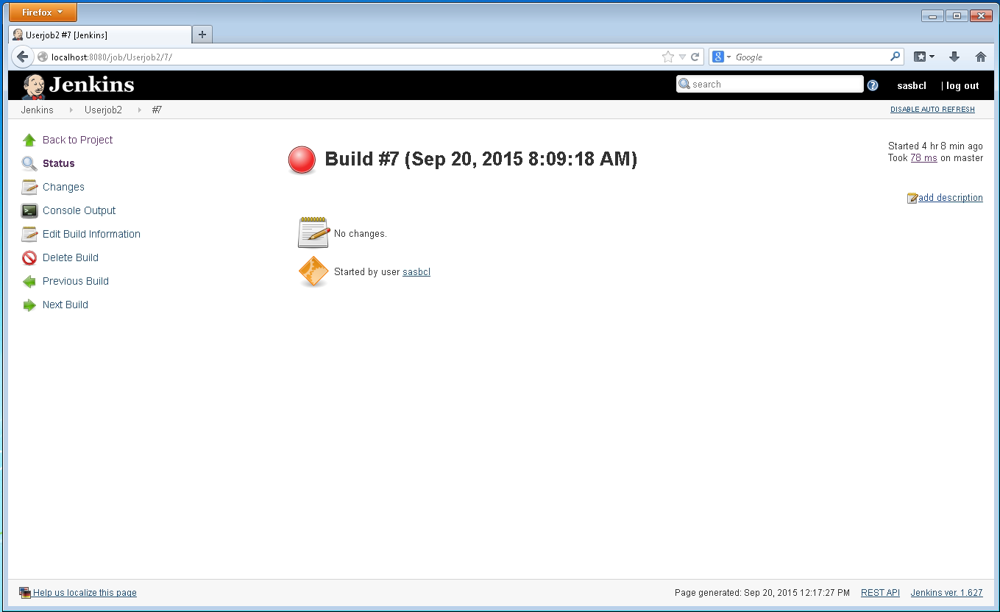 Firefox
Userjob2 #7 [Jenkins]
localhost:8080/job/Userjob2/7/
Google
Jenkins
search
sasbcl
| log out
Jenkins
Userjob2
#7
DISABLE AUTO REFRESH
Back to Project
Status
Changes
Console Output
Edit Build Information
Delete Build
Previous Build
Next Build
Build #7 (Sep 20, 2015 8:09:18 AM)
Started 4 hr 8 min ago
Took 78 ms on master
add description
No changes.
Started by user sasbcl
Help us localize this page
Page generated: Sep 20, 2015 12:17:27 PM
REST API
Jenkins ver. 1.627